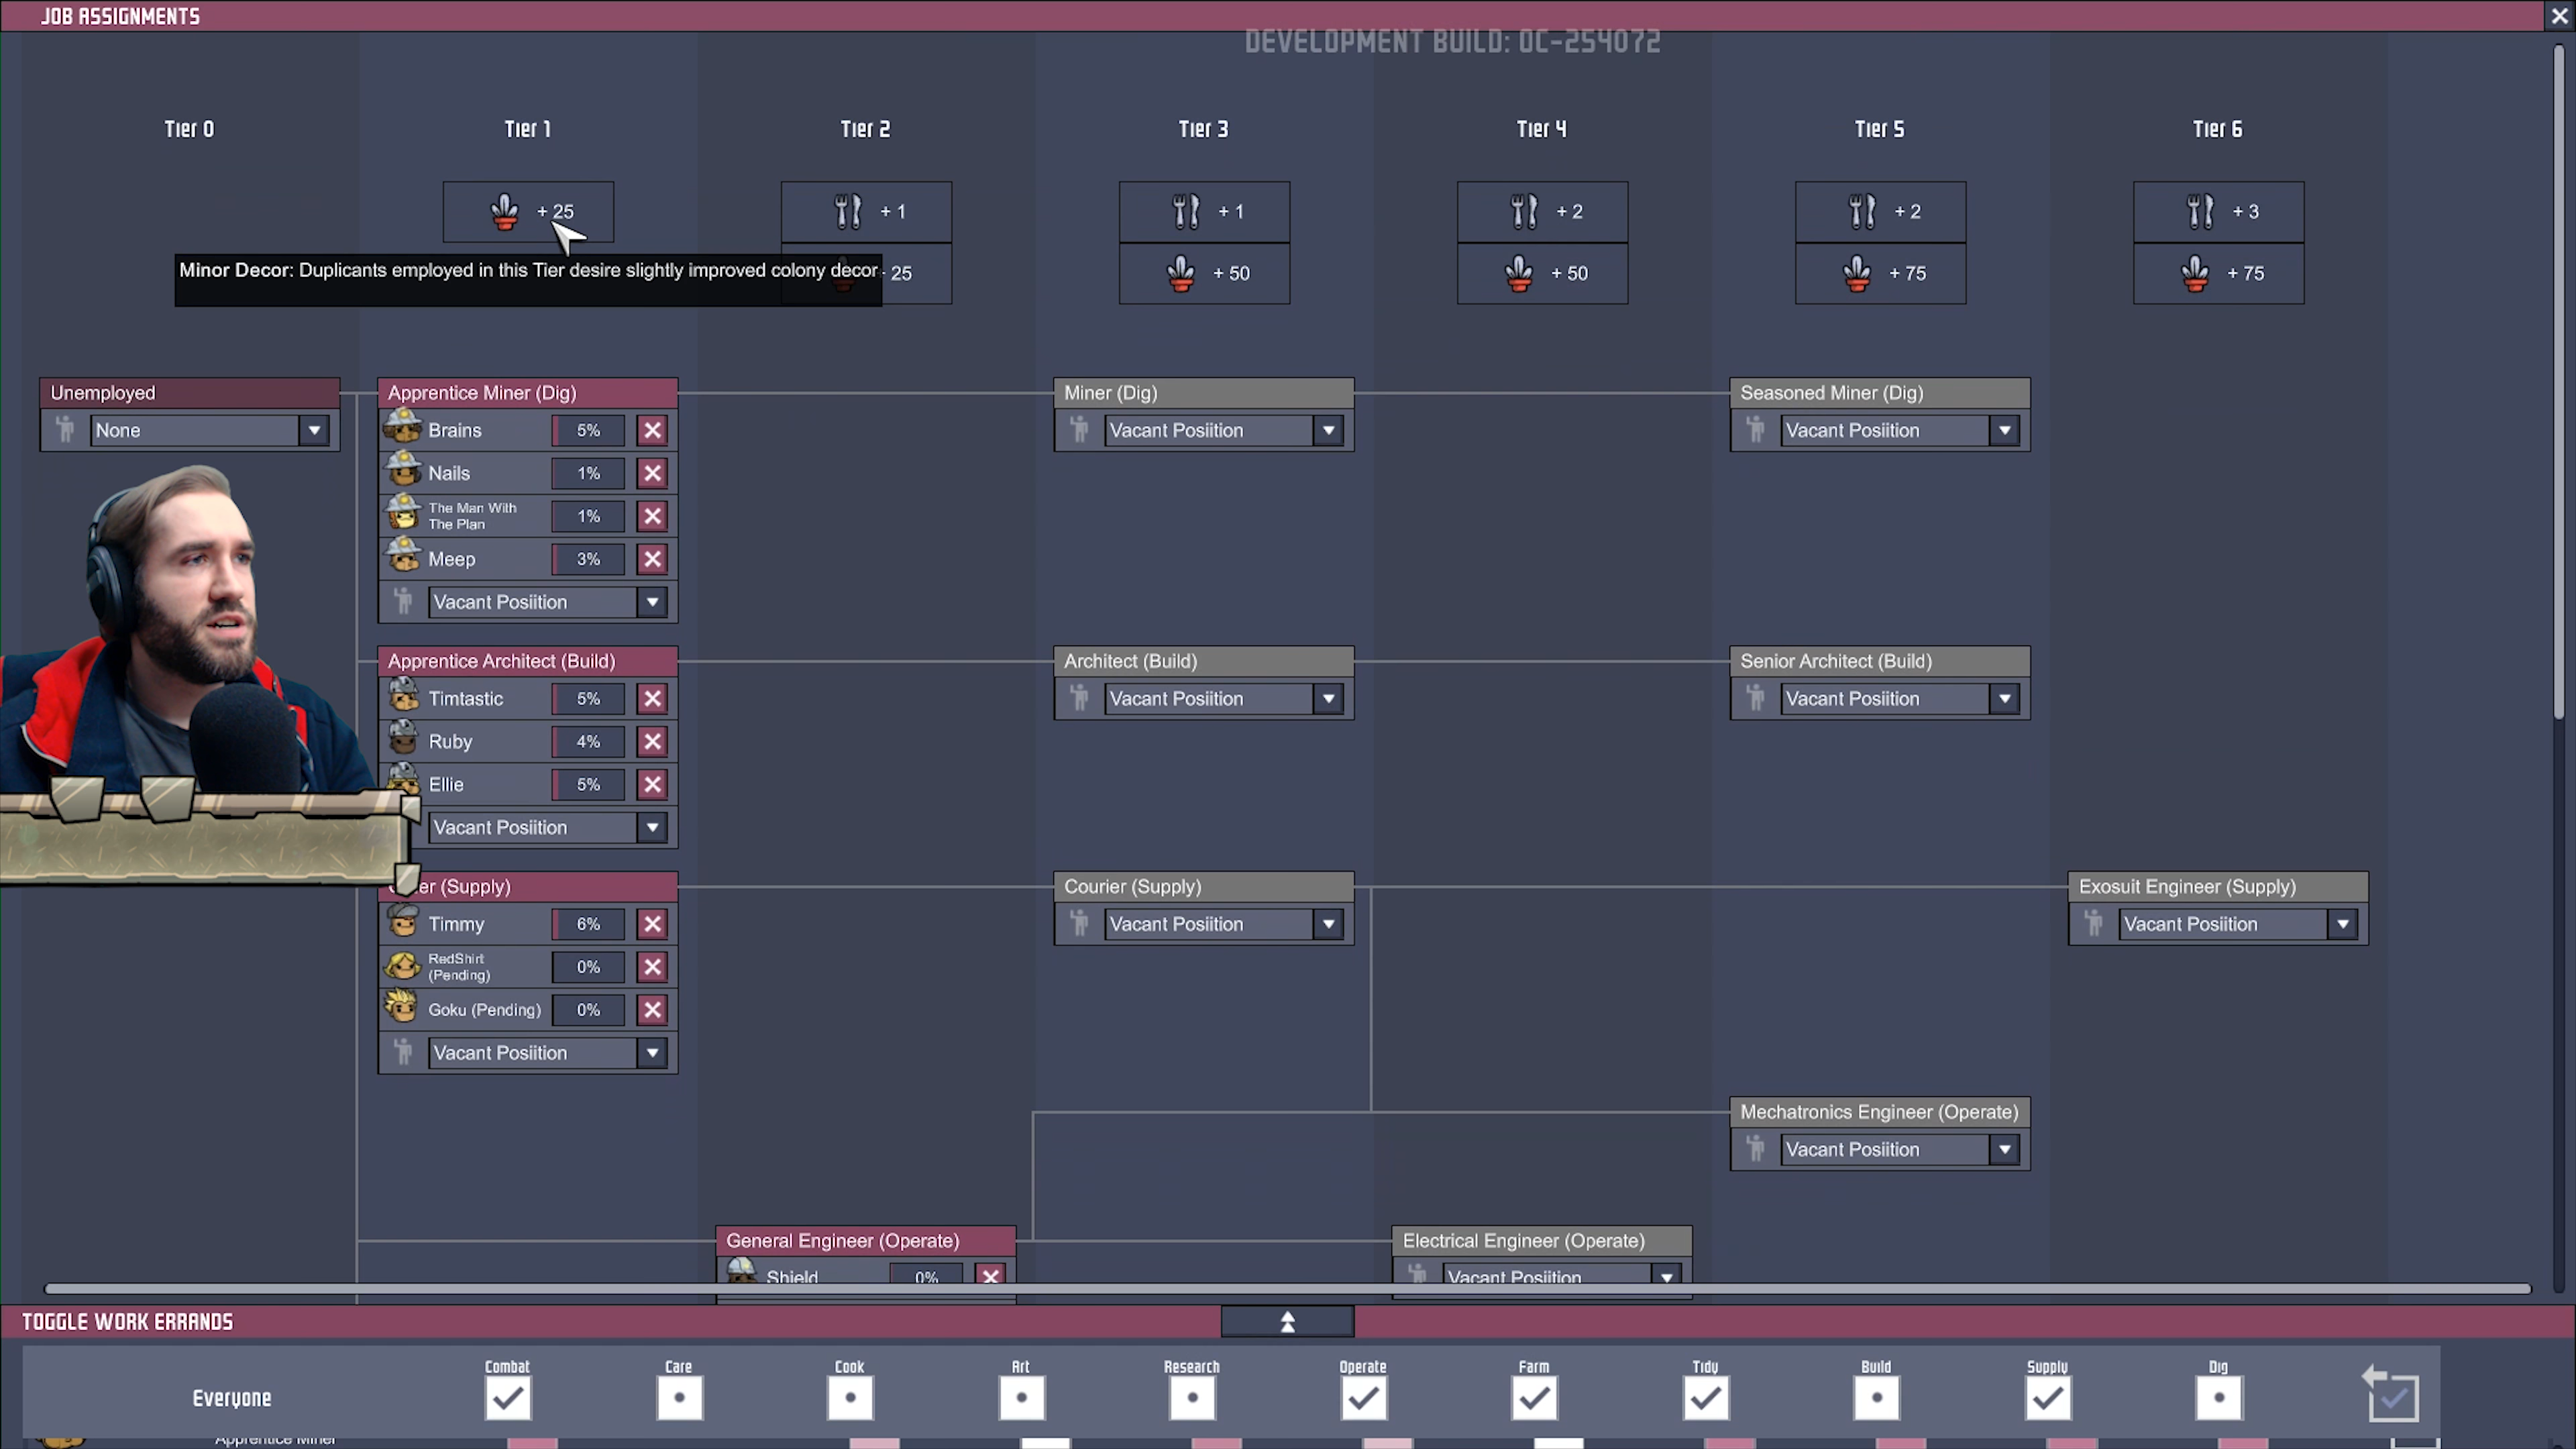 JOB ASSIGNMENTS
DEVELOPMENT BUILD: OC-254072
Tier 0
Tier 1
Tier 2
Tier 3
Tier 4
Tier 5
Tier 6
+ 25
+ 1
+ 1
+ 2
+ 2
+ 3
Minor Decor: Duplicants employed in this Tier desire slightly improved colony decor
25
+ 50
+ 50
+ 75
+ 75
Unemployed
None
Apprentice Miner (Dig)
Brains 5%
Nails 1%
The Man With
The Plan
1%
Meep 3%
Vacant Posiition
Miner (Dig)
Vacant Posiition
Seasoned Miner (Dig)
Vacant Posiition
Apprentice Architect (Build)
Timtastic 5%
Ruby 4%
Ellie 5%
Vacant Posiition
Architect (Build)
Vacant Posiition
Senior Architect (Build)
Vacant Posiition
er (Supply)
Timmy 6%
RedShirt
(Pending)
0%
Goku (Pending) 0%
Vacant Posiition
Courier (Supply)
Vacant Posiition
Exosuit Engineer (Supply)
Vacant Posiition
Mechatronics Engineer (Operate)
Vacant Posiition
General Engineer (Operate)
Shield 0%
Electrical Engineer (Operate)
Vacant Posiition
TOGGLE WORK ERRANDS
Everyone
Combat
Care
Cook
Art
Research
Operate
Farm
Tidy
Build
Supply
Dig
Apprentice Miner